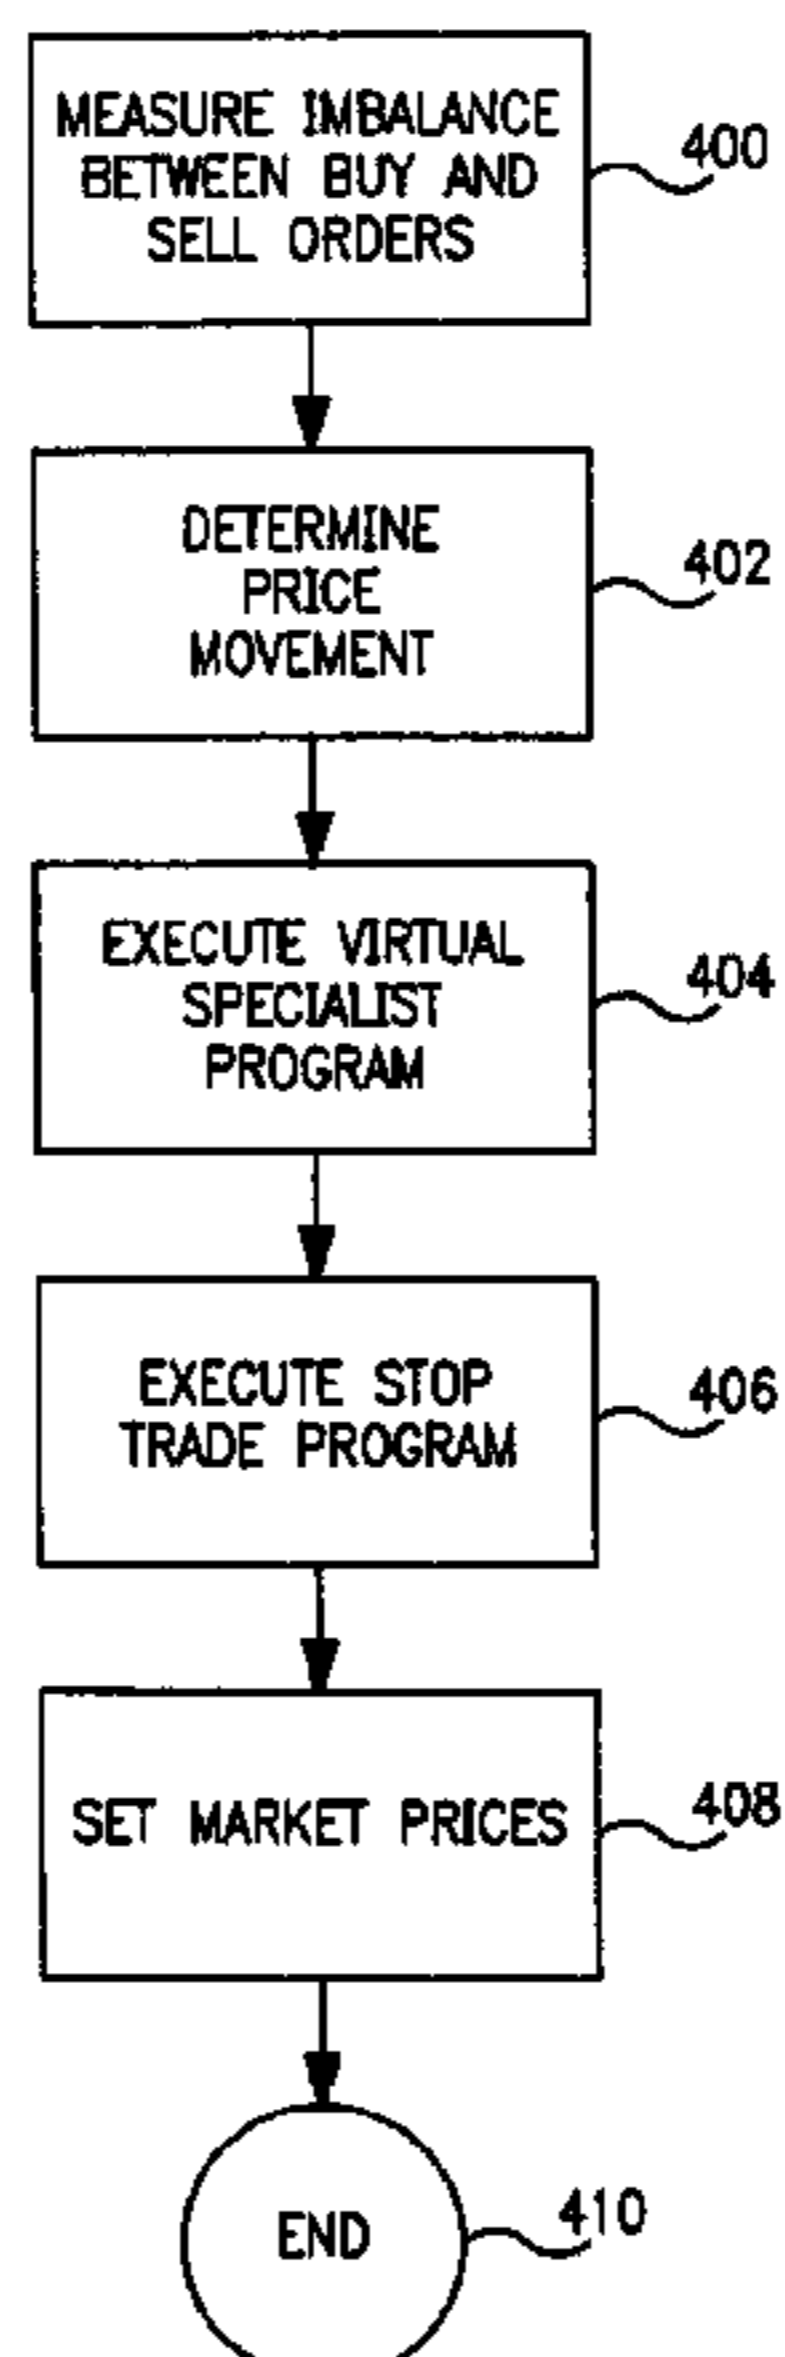 MEASURE IMBALANCE
BETWEEN BUY AND
SELL ORDERS
400
DETERMINE
PRICE
MOVEMENT
402
EXECUTE VIRTUAL
SPECIALIST
PROGRAM
404
EXECUTE STOP
TRADE PROGRAM
406
SET MARKET PRICES
408
END
410